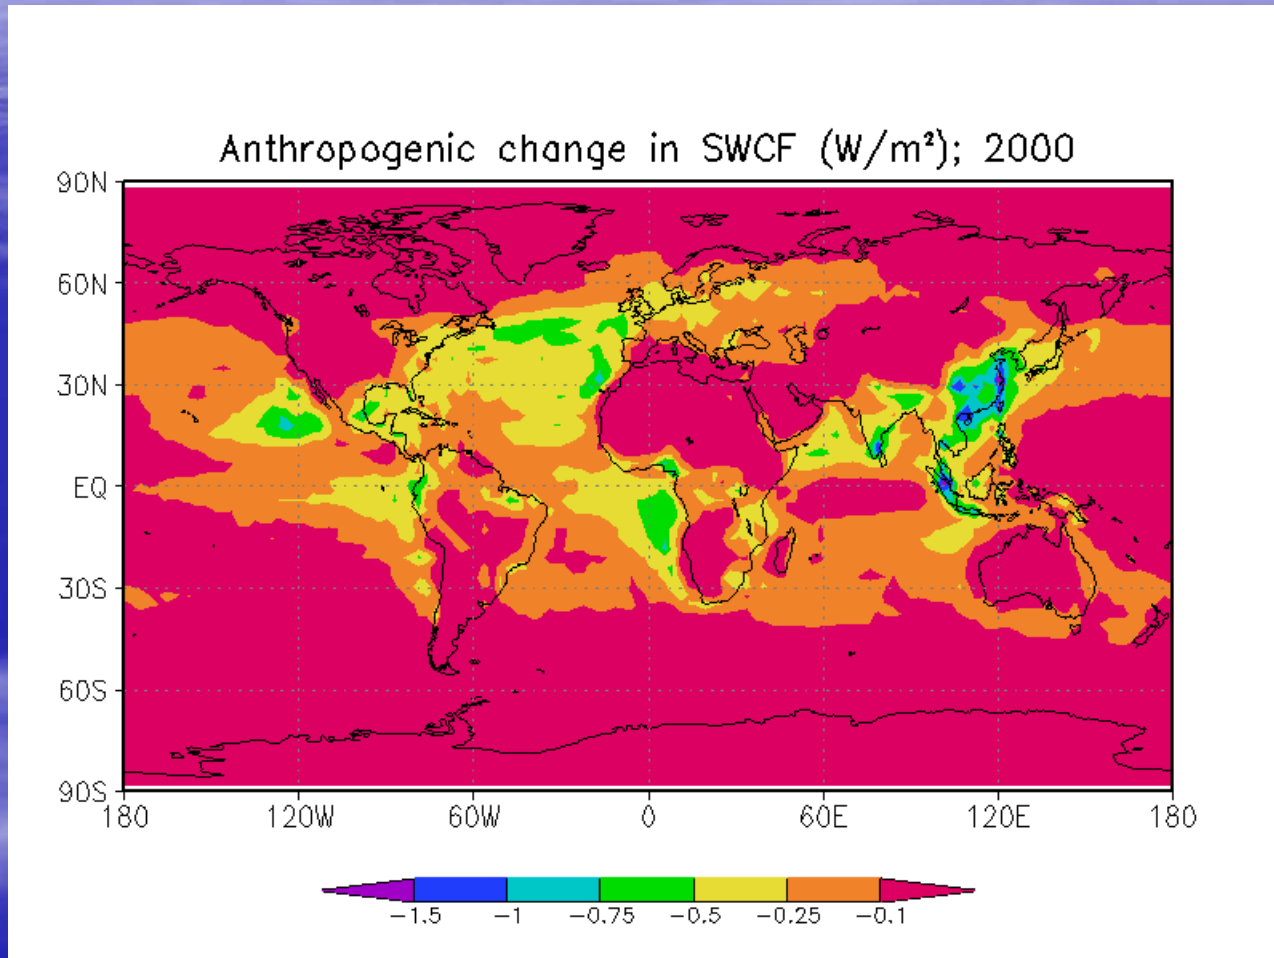 Anthropogenic change in SWCF (W/m²); 2000
90N
60N
30N
EQ
30S
60S
90S
180 120W 60W 0 60E 120E 180
−1.5 −1 −0.75 −0.5 −0.25 −0.1